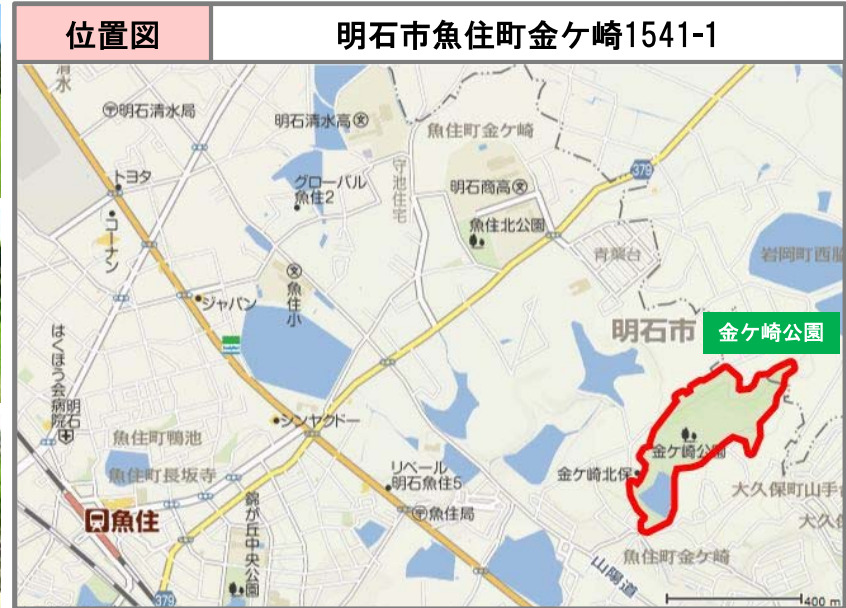 位置図
明石市魚住町金ケ崎1541-1
清水
明石清水局
明石清水高
魚住町金ケ崎
守池住宅
379
トヨタ
コーナン
グローバル
魚住2
明石商高
魚住北公園
青葉台
岩岡町西脇
魚住小
ジャパン
明石市
金ケ崎公園
はくほう会病院
明石
魚住町鴨池
シンヤクドー
魚住町長坂寺
リベール
明石魚住5
金ケ崎公園
金ケ崎北保
大久保町山手台
魚住
錦が丘中央公園
魚住局
大久保
魚住町金ケ崎
山陽道
379
400 m